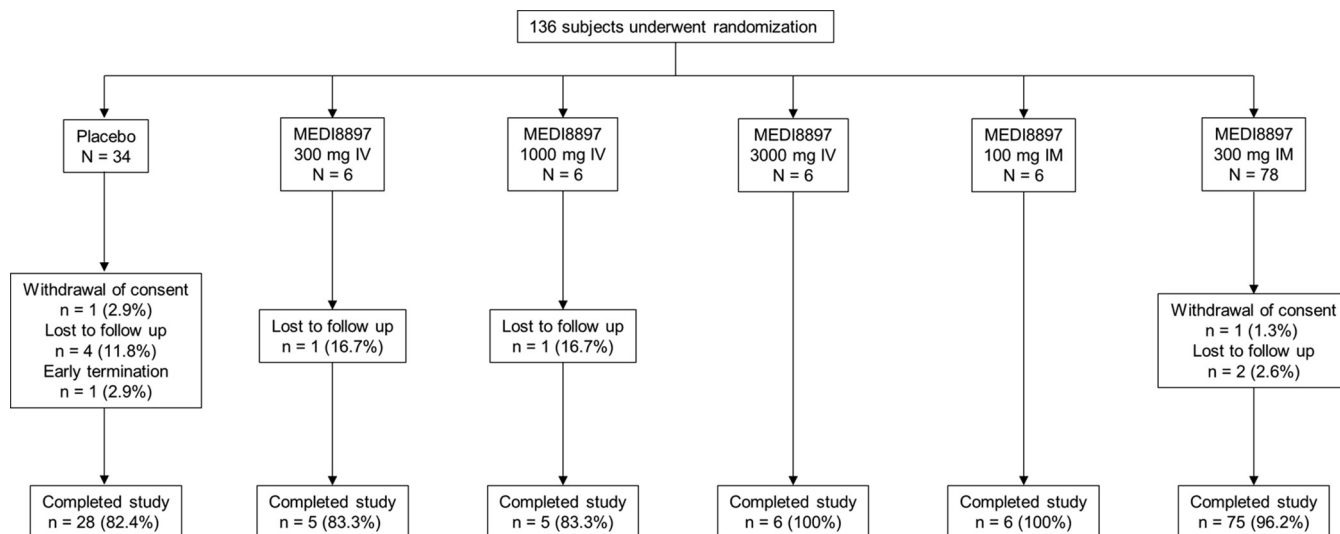 136 subjects underwent randomization
Placebo
N = 34
MEDI8897
300 mg IV
N = 6
MEDI8897
1000 mg IV
N = 6
MEDI8897
3000 mg IV
N = 6
MEDI8897
100 mg IM
N = 6
MEDI8897
300 mg IM
N = 78
Withdrawal of consent
n = 1 (2.9%)
Lost to follow up
n = 4 (11.8%)
Early termination
n = 1 (2.9%)
Lost to follow up
n = 1 (16.7%)
Lost to follow up
n = 1 (16.7%)
Withdrawal of consent
n = 1 (1.3%)
Lost to follow up
n = 2 (2.6%)
Completed study
n = 28 (82.4%)
Completed study
n = 5 (83.3%)
Completed study
n = 5 (83.3%)
Completed study
n = 6 (100%)
Completed study
n = 6 (100%)
Completed study
n = 75 (96.2%)